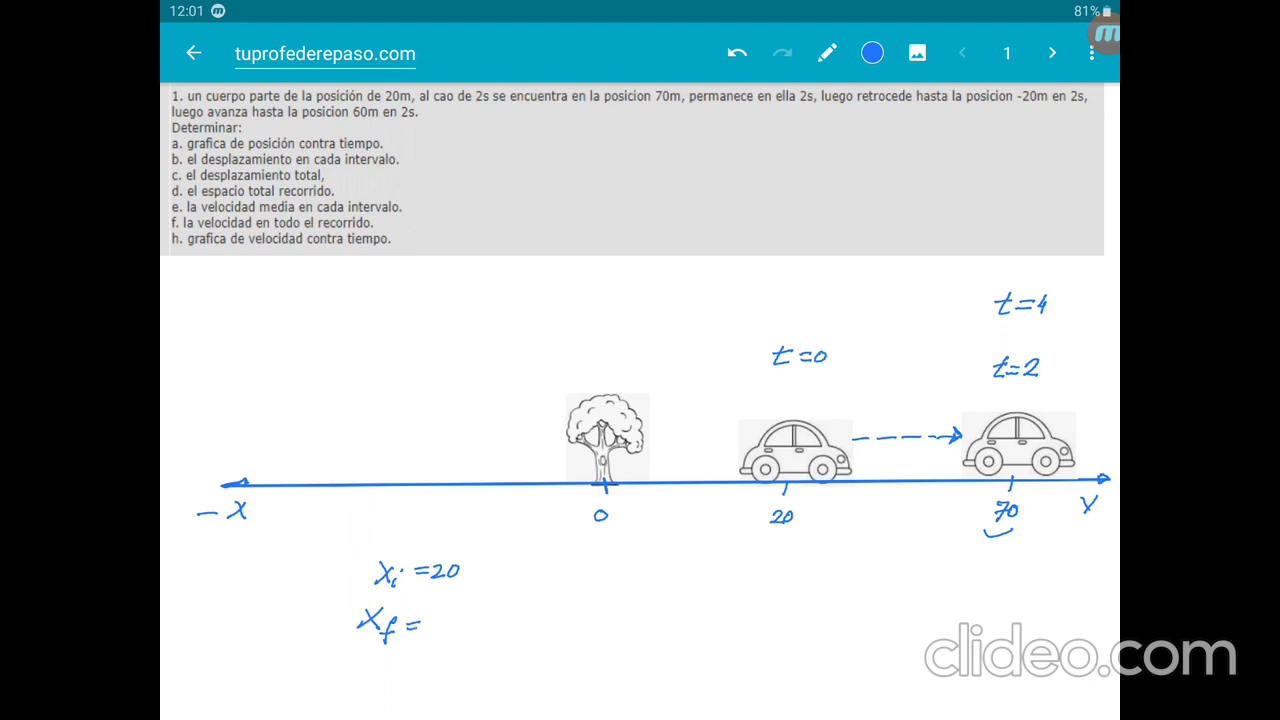 12:01 81%
tuprofederepaso.com 1
1. un cuerpo parte de la posición de 20m, al cao de 2s se encuentra en la posicion 70m, permanece en ella 2s, luego retrocede hasta la posicion -20m en 2s,
luego avanza hasta la posicion 60m en 2s.
Determinar:
a. grafica de posición contra tiempo.
b. el desplazamiento en cada intervalo.
c. el desplazamiento total,
d. el espacio total recorrido.
e. la velocidad media en cada intervalo.
f. la velocidad en todo el recorrido.
h. grafica de velocidad contra tiempo.
t=4
t=0
t=2
-X 0 20 70 X
Xi =20
Xf =
clideo.com